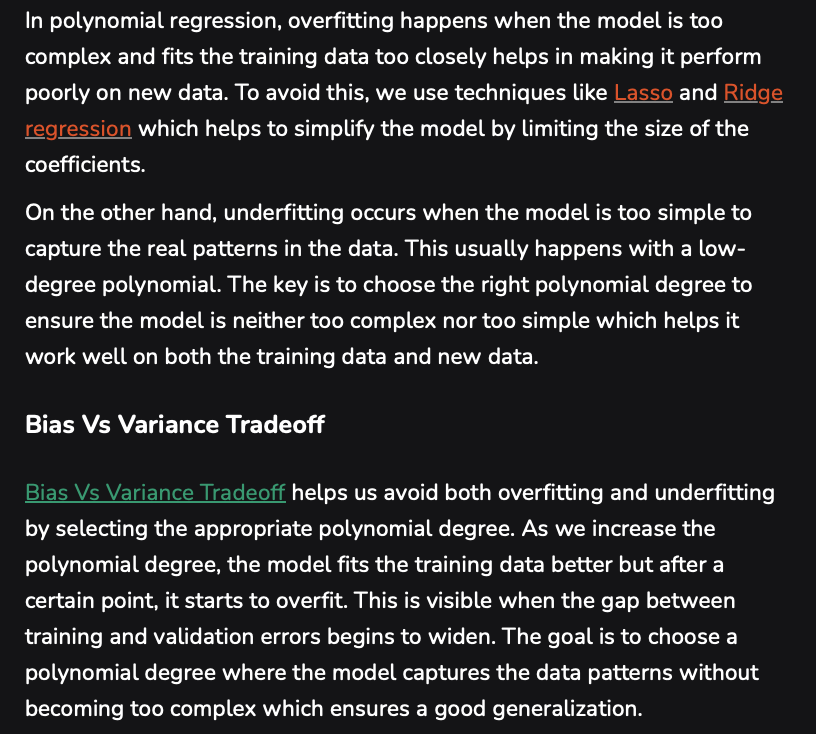 In polynomial regression, overfitting happens when the model is too
complex and fits the training data too closely helps in making it perform
poorly on new data. To avoid this, we use techniques like Lasso and Ridge
regression which helps to simplify the model by limiting the size of the
coefficients.
On the other hand, underfitting occurs when the model is too simple to
capture the real patterns in the data. This usually happens with a low-
degree polynomial. The key is to choose the right polynomial degree to
ensure the model is neither too complex nor too simple which helps it
work well on both the training data and new data.
Bias Vs Variance Tradeoff
Bias Vs Variance Tradeoff helps us avoid both overfitting and underfitting
by selecting the appropriate polynomial degree. As we increase the
polynomial degree, the model fits the training data better but after a
certain point, it starts to overfit. This is visible when the gap between
training and validation errors begins to widen. The goal is to choose a
polynomial degree where the model captures the data patterns without
becoming too complex which ensures a good generalization.